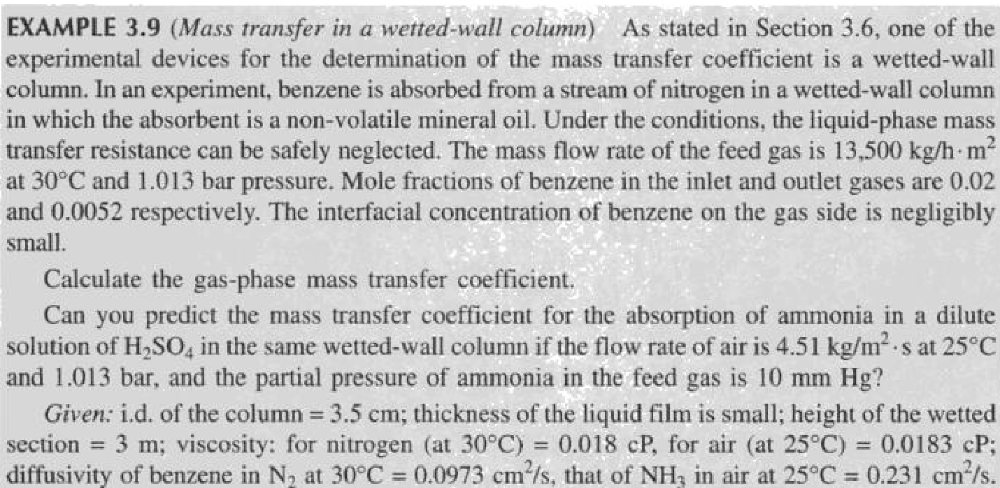 EXAMPLE 3.9 (Mass transfer in a wetted-wall column) As stated in Section 3.6, one of the
experimental devices for the determination of the mass transfer coefficient is a wetted-wall
column. In an experiment, benzene is absorbed from a stream of nitrogen in a wetted-wall column
in which the absorbent is a non-volatile mineral oil. Under the conditions, the liquid-phase mass
transfer resistance can be safely neglected. The mass flow rate of the feed gas is 13,500 kg/h·m²
at 30°C and 1.013 bar pressure. Mole fractions of benzene in the inlet and outlet gases are 0.02
and 0.0052 respectively. The interfacial concentration of benzene on the gas side is negligibly
small.
Calculate the gas-phase mass transfer coefficient.
Can you predict the mass transfer coefficient for the absorption of ammonia in a dilute
solution of H₂SO₄ in the same wetted-wall column if the flow rate of air is 4.51 kg/m²·s at 25°C
and 1.013 bar, and the partial pressure of ammonia in the feed gas is 10 mm Hg?
Given: i.d. of the column = 3.5 cm; thickness of the liquid film is small; height of the wetted
section = 3 m; viscosity: for nitrogen (at 30°C) = 0.018 cP, for air (at 25°C) = 0.0183 cP;
diffusivity of benzene in N₂ at 30°C = 0.0973 cm²/s, that of NH₃ in air at 25°C = 0.231 cm²/s.